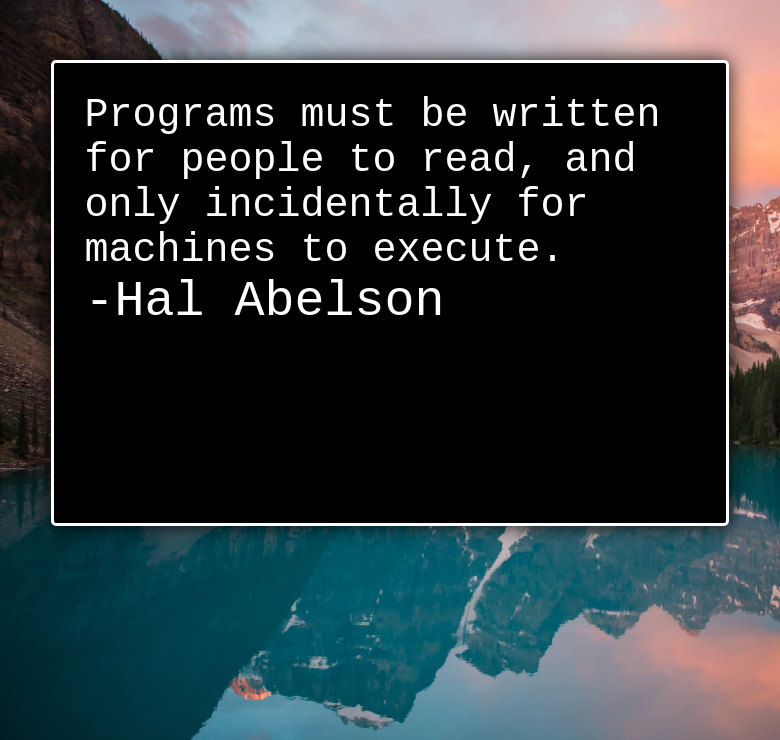 Programs must be written
for people to read, and
only incidentally for
machines to execute.
-Hal Abelson